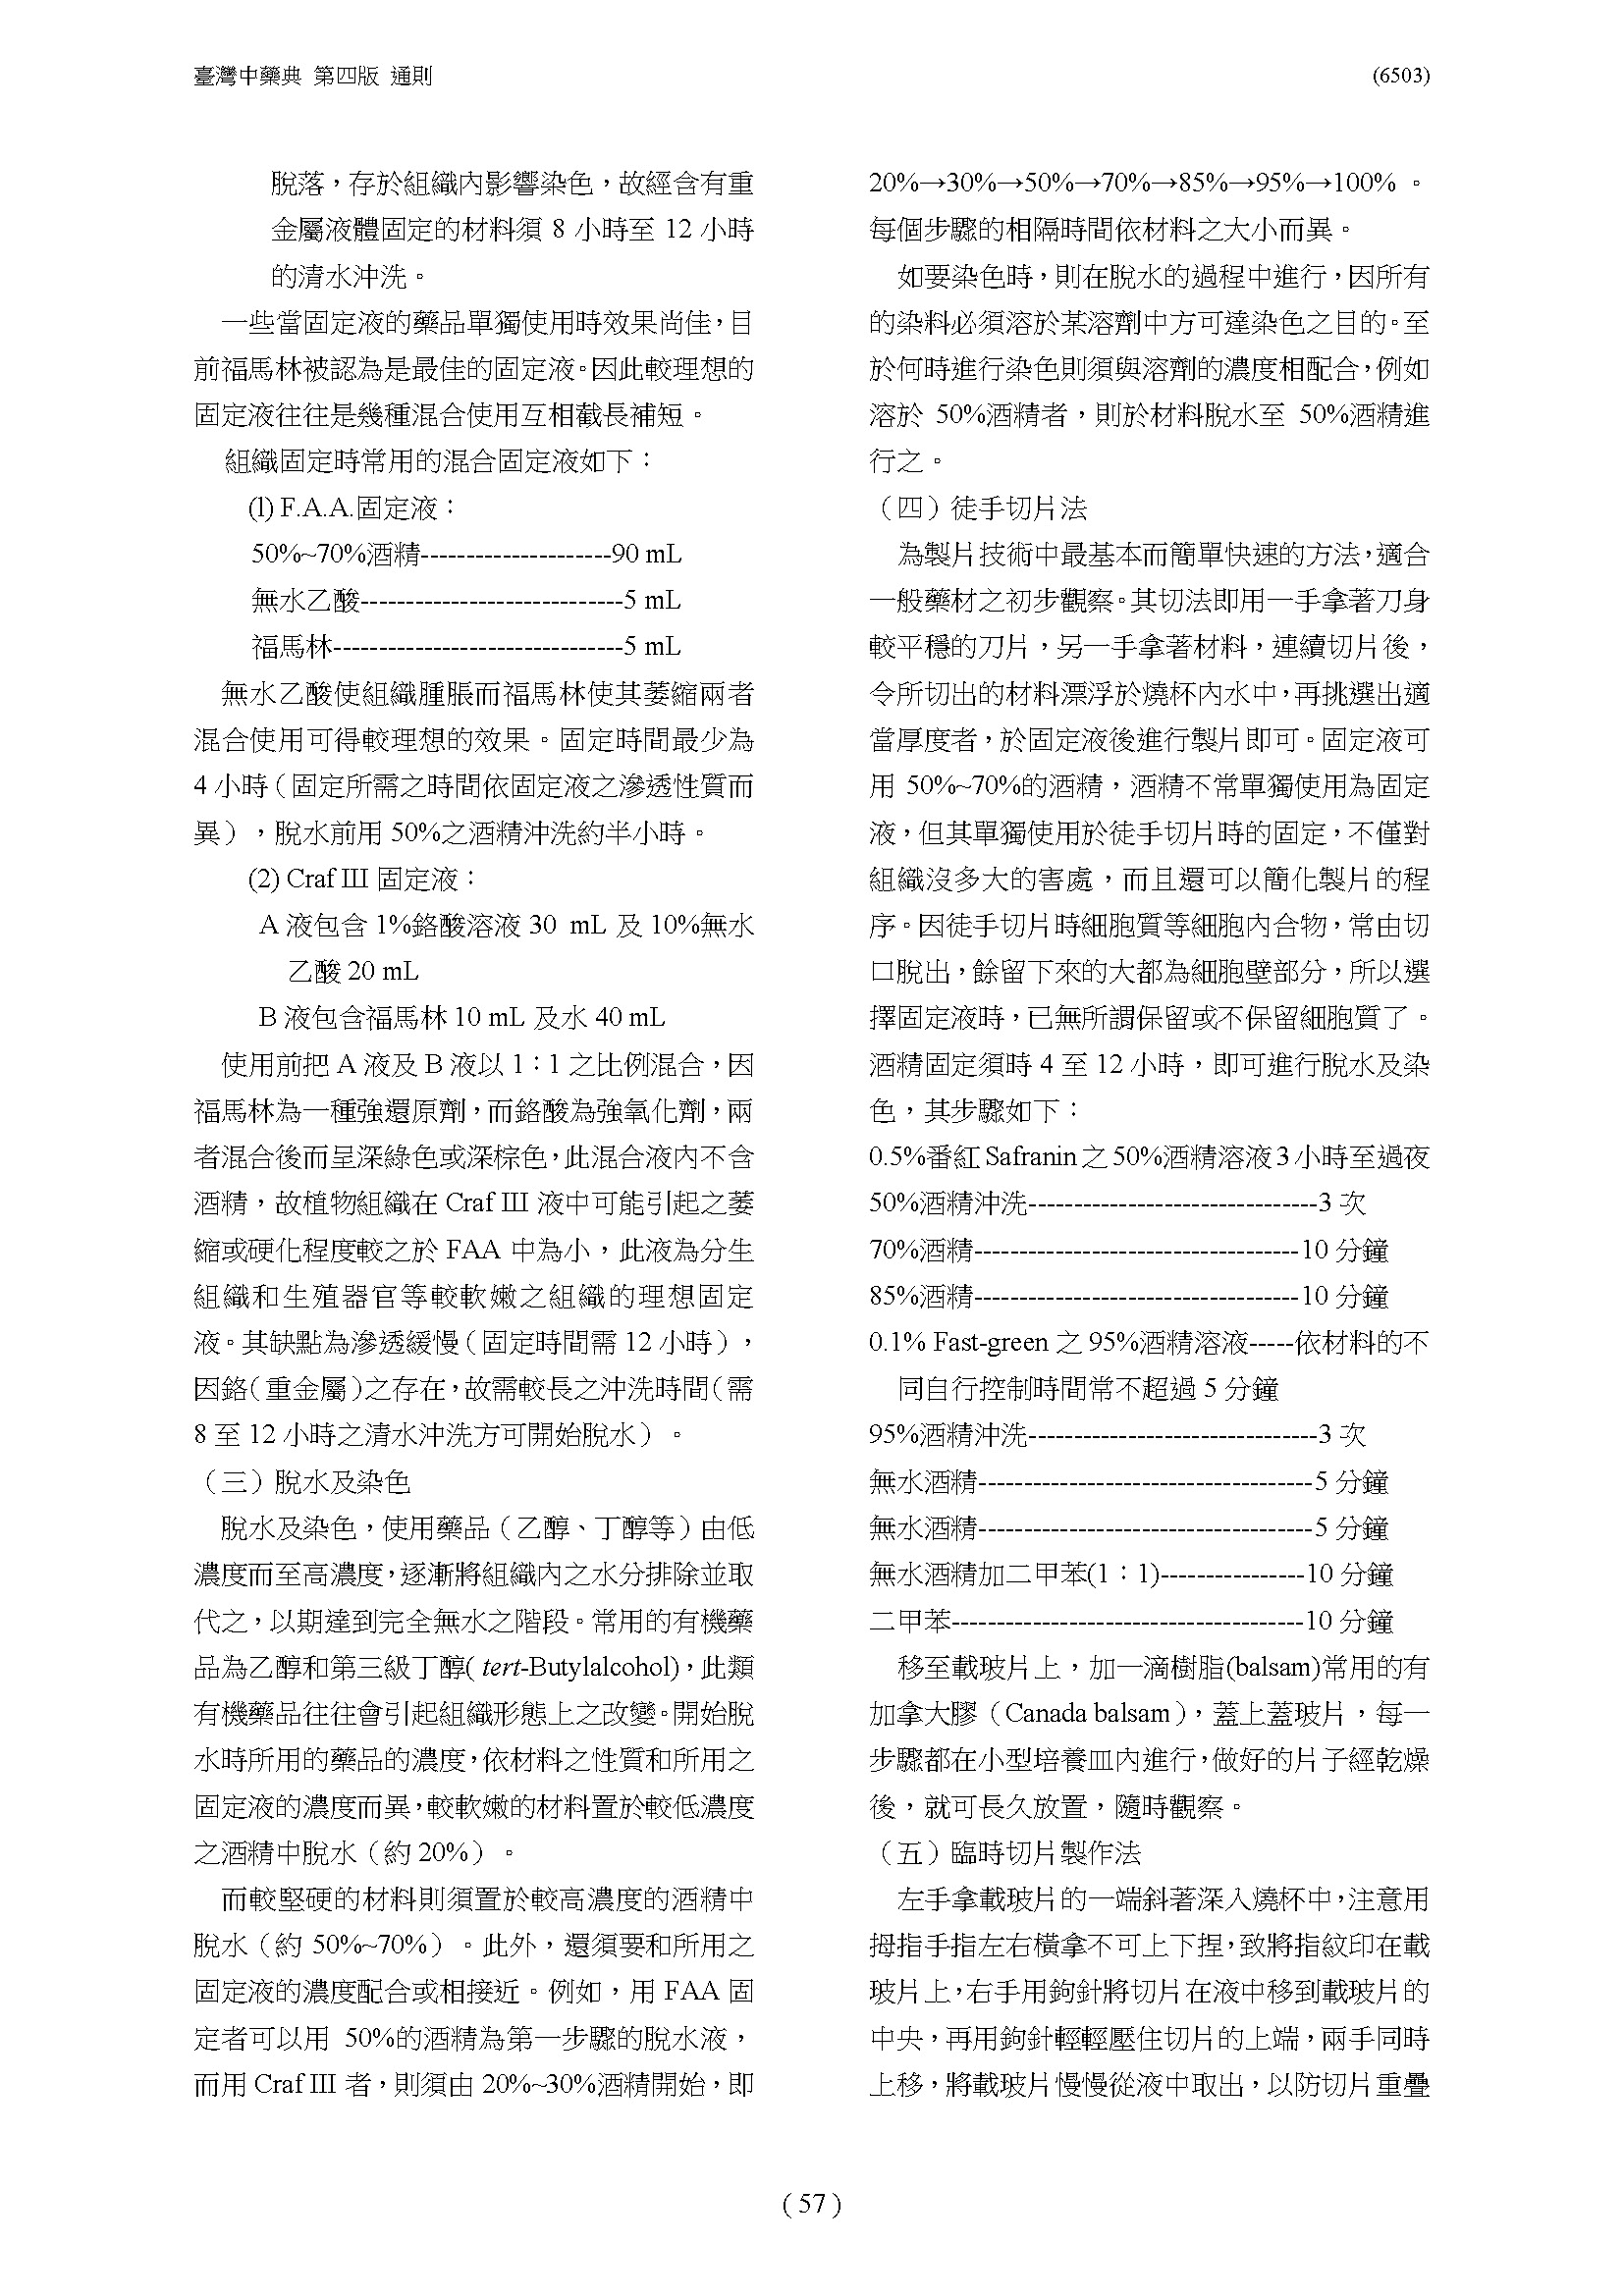 臺灣中藥典 第四版 通則
(6503)
脫落，存於組織內影響染色，故經含有重
金屬液體固定的材料須 8 小時至 12 小時
的清水沖洗。
一些當固定液的藥品單獨使用時效果尚佳，目
前福馬林被認為是最佳的固定液。因此較理想的
固定液往往是幾種混合使用互相截長補短。
組織固定時常用的混合固定液如下：
(l) F.A.A.固定液：
50%~70%酒精---------------------90 mL
無水乙酸-----------------------------5 mL
福馬林--------------------------------5 mL
無水乙酸使組織腫脹而福馬林使其萎縮兩者
混合使用可得較理想的效果。固定時間最少為
4 小時（固定所需之時間依固定液之滲透性質而
異），脫水前用 50%之酒精沖洗約半小時。
(2) Craf III 固定液：
A 液包含 1%鉻酸溶液 30 mL 及 10%無水
乙酸 20 mL
B 液包含福馬林 10 mL 及水 40 mL
使用前把 A 液及 B 液以 1：1 之比例混合，因
福馬林為一種強還原劑，而鉻酸為強氧化劑，兩
者混合後而呈深綠色或深棕色，此混合液內不含
酒精，故植物組織在 Craf III 液中可能引起之萎
縮或硬化程度較之於 FAA 中為小，此液為分生
組織和生殖器官等較軟嫩之組織的理想固定
液。其缺點為滲透緩慢（固定時間需 12 小時），
因鉻（重金屬）之存在，故需較長之沖洗時間（需
8 至 12 小時之清水沖洗方可開始脫水）。
（三）脫水及染色
脫水及染色，使用藥品（乙醇、丁醇等）由低
濃度而至高濃度，逐漸將組織內之水分排除並取
代之，以期達到完全無水之階段。常用的有機藥
品為乙醇和第三級丁醇( tert-Butylalcohol)，此類
有機藥品往往會引起組織形態上之改變。開始脫
水時所用的藥品的濃度，依材料之性質和所用之
固定液的濃度而異，較軟嫩的材料置於較低濃度
之酒精中脫水（約 20%）。
而較堅硬的材料則須置於較高濃度的酒精中
脫水（約 50%~70%）。此外，還須要和所用之
固定液的濃度配合或相接近。例如，用 FAA 固
定者可以用 50%的酒精為第一步驟的脫水液，
而用 Craf III 者，則須由 20%~30%酒精開始，即
20%→30%→50%→70%→85%→95%→100% 。
每個步驟的相隔時間依材料之大小而異。
如要染色時，則在脫水的過程中進行，因所有
的染料必須溶於某溶劑中方可達染色之目的。至
於何時進行染色則須與溶劑的濃度相配合，例如
溶於 50%酒精者，則於材料脫水至 50%酒精進
行之。
（四）徒手切片法
為製片技術中最基本而簡單快速的方法，適合
一般藥材之初步觀察。其切法即用一手拿著刀身
較平穩的刀片，另一手拿著材料，連續切片後，
令所切出的材料漂浮於燒杯內水中，再挑選出適
當厚度者，於固定液後進行製片即可。固定液可
用 50%~70%的酒精，酒精不常單獨使用為固定
液，但其單獨使用於徒手切片時的固定，不僅對
組織沒多大的害處，而且還可以簡化製片的程
序。因徒手切片時細胞質等細胞內合物，常由切
口脫出，餘留下來的大都為細胞壁部分，所以選
擇固定液時，已無所謂保留或不保留細胞質了。
酒精固定須時 4 至 12 小時，即可進行脫水及染
色，其步驟如下：
0.5%番紅 Safranin 之 50%酒精溶液 3 小時至過夜
50%酒精沖洗--------------------------------3 次
70%酒精------------------------------------10 分鐘
85%酒精------------------------------------10 分鐘
0.1% Fast-green 之 95%酒精溶液-----依材料的不
同自行控制時間常不超過 5 分鐘
95%酒精沖洗--------------------------------3 次
無水酒精-------------------------------------5 分鐘
無水酒精-------------------------------------5 分鐘
無水酒精加二甲苯(1：1)----------------10 分鐘
二甲苯---------------------------------------10 分鐘
移至載玻片上，加一滴樹脂(balsam)常用的有
加拿大膠（Canada balsam），蓋上蓋玻片，每一
步驟都在小型培養皿內進行，做好的片子經乾燥
後，就可長久放置，隨時觀察。
（五）臨時切片製作法
左手拿載玻片的一端斜著深入燒杯中，注意用
拇指手指左右橫拿不可上下捏，致將指紋印在載
玻片上，右手用鉤針將切片在液中移到載玻片的
中央，再用鉤針輕輕壓住切片的上端，兩手同時
上移，將載玻片慢慢從液中取出，以防切片重疊
( 57 )